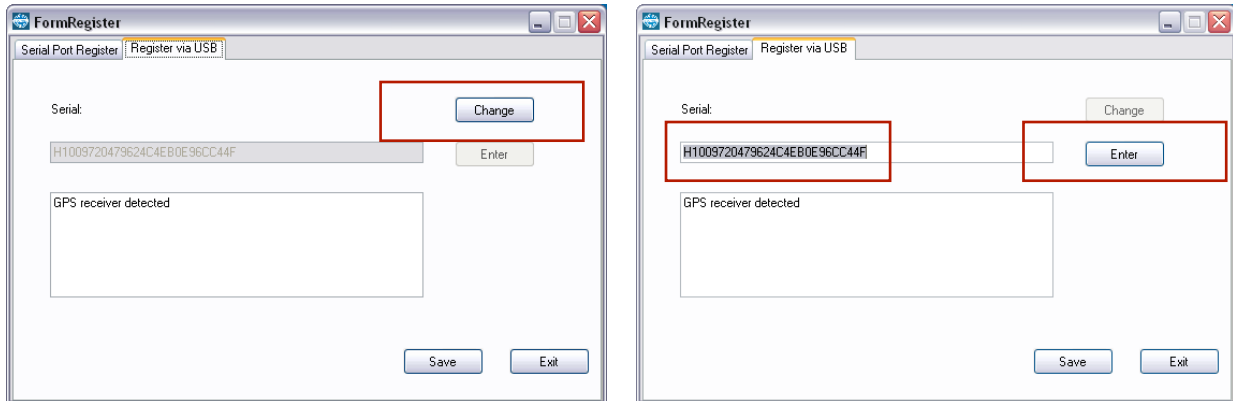 FormRegister
Serial Port Register Register via USB
Serial:
Change
H1009720479624C4EB0E96CC44F
Enter
GPS receiver detected
Save Exit
FormRegister
Serial Port Register Register via USB
Serial:
Change
H1009720479624C4EB0E96CC44F
Enter
GPS receiver detected
Save Exit